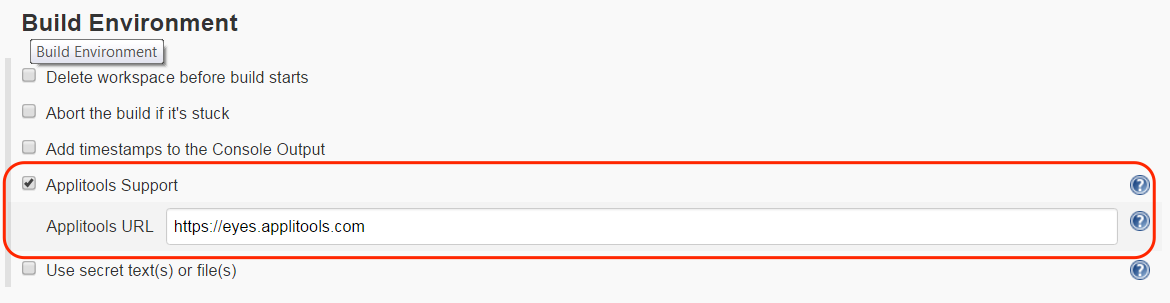 Build Environment
Build Environment
Delete workspace before build starts
Abort the build if it's stuck
Add timestamps to the Console Output
Applitools Support
?
Applitools URL
https://eyes.applitools.com
?
Use secret text(s) or file(s)
?